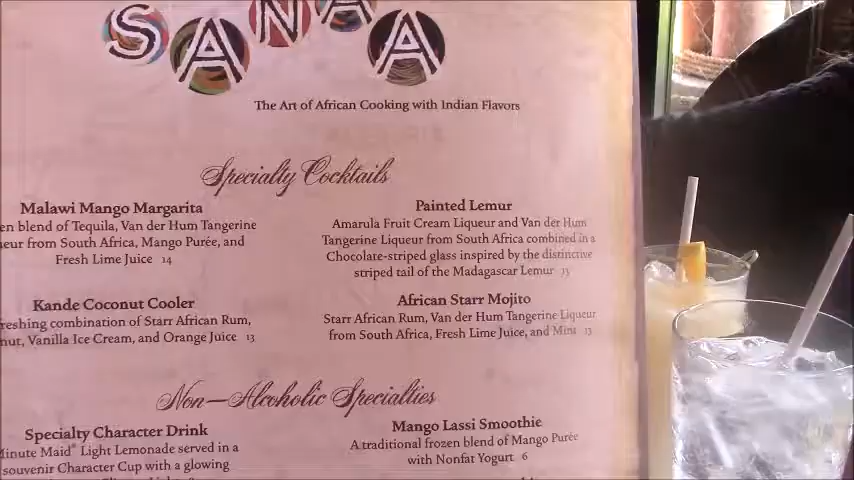 SANAA
The Art of African Cooking with Indian Flavors
Specialty Cocktails
Malawi Mango Margarita
blend of Tequila, Van der Hum Tangerine
from South Africa, Mango Purée, and
Fresh Lime Juice 14
Painted Lemur
Amarula Fruit Cream Liqueur and Van der Hum
Tangerine Liqueur from South Africa combined in a
Chocolate-striped glass inspired by the distinctive
striped tail of the Madagascar Lemur 13
Kande Coconut Cooler
combination of Starr African Rum,
Vanilla Ice Cream, and Orange Juice 13
African Starr Mojito
Starr African Rum, Van der Hum Tangerine Liqueur
from South Africa, Fresh Lime Juice, and Mint 13
Non—Alcoholic Specialties
Specialty Character Drink
Minute Maid® Light Lemonade served in a
souvenir Character Cup with a glowing
Mango Lassi Smoothie
A traditional frozen blend of Mango Purée
with Nonfat Yogurt 6